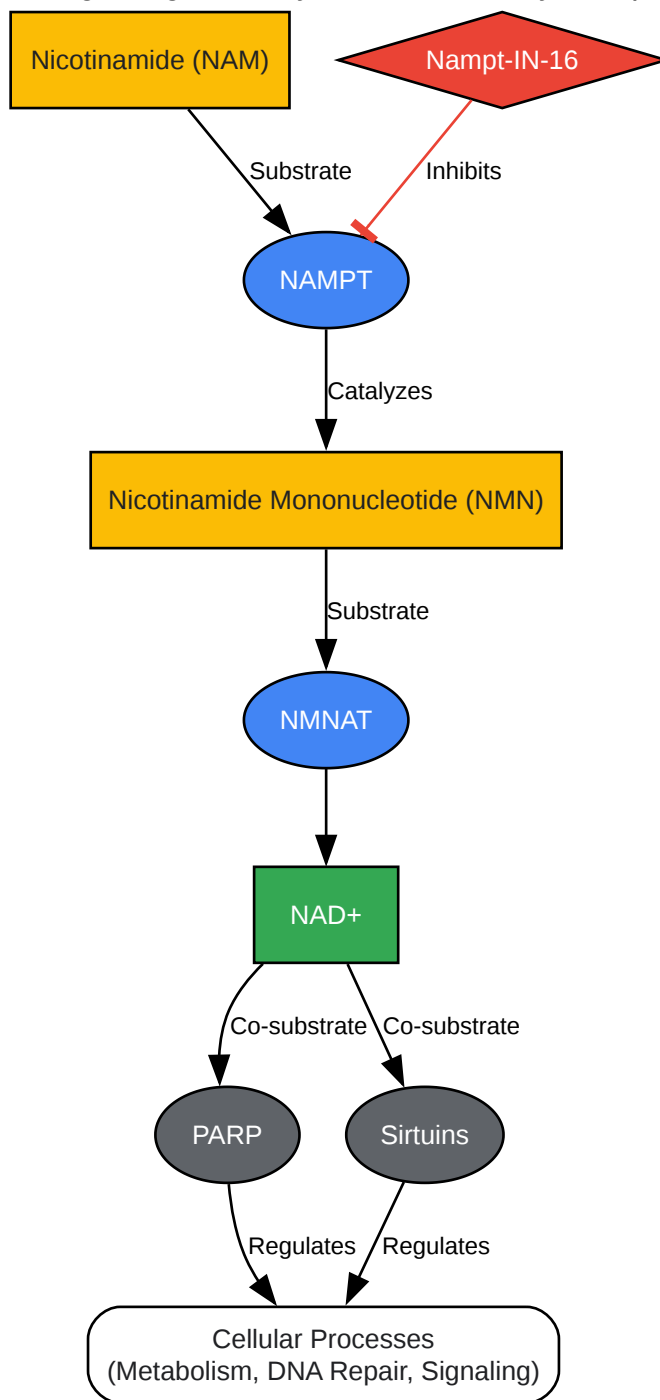 Nicotinamide (NAM)
Nampt-IN-16
Substrate
Inhibits
NAMPT
Catalyzes
Nicotinamide Mononucleotide (NMN)
Substrate
NMNAT
NAD+
Co-substrate
Co-substrate
PARP
Sirtuins
Regulates
Regulates
Cellular Processes
(Metabolism, DNA Repair, Signaling)